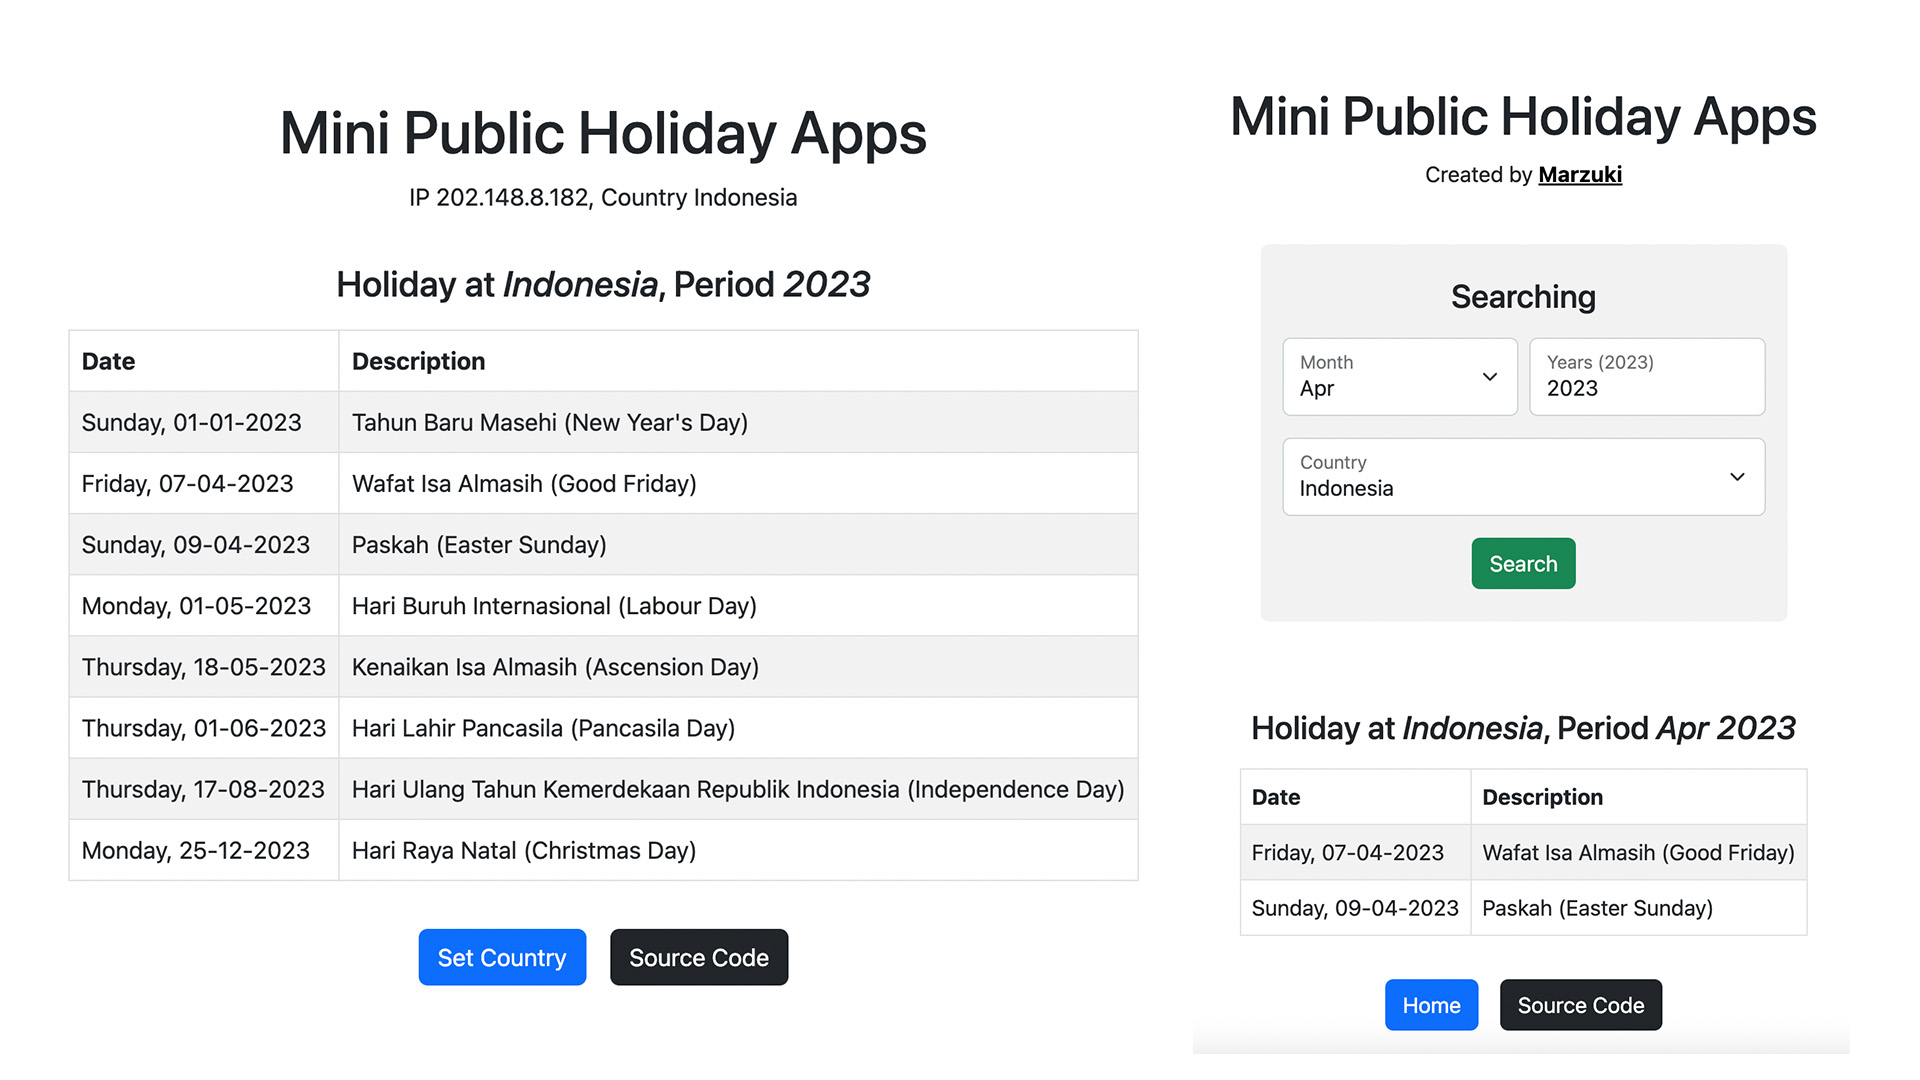 Mini Public Holiday Apps
IP 202.148.8.182, Country Indonesia
Holiday at Indonesia, Period 2023
Date Description
Sunday, 01-01-2023 Tahun Baru Masehi (New Year's Day)
Friday, 07-04-2023 Wafat Isa Almasih (Good Friday)
Sunday, 09-04-2023 Paskah (Easter Sunday)
Monday, 01-05-2023 Hari Buruh Internasional (Labour Day)
Thursday, 18-05-2023 Kenaikan Isa Almasih (Ascension Day)
Thursday, 01-06-2023 Hari Lahir Pancasila (Pancasila Day)
Thursday, 17-08-2023 Hari Ulang Tahun Kemerdekaan Republik Indonesia (Independence Day)
Monday, 25-12-2023 Hari Raya Natal (Christmas Day)
Set Country Source Code
Mini Public Holiday Apps
Created by Marzuki
Searching
Month Years (2023)
Apr 2023
Country
Indonesia
Search
Holiday at Indonesia, Period Apr 2023
Date Description
Friday, 07-04-2023 Wafat Isa Almasih (Good Friday)
Sunday, 09-04-2023 Paskah (Easter Sunday)
Home Source Code